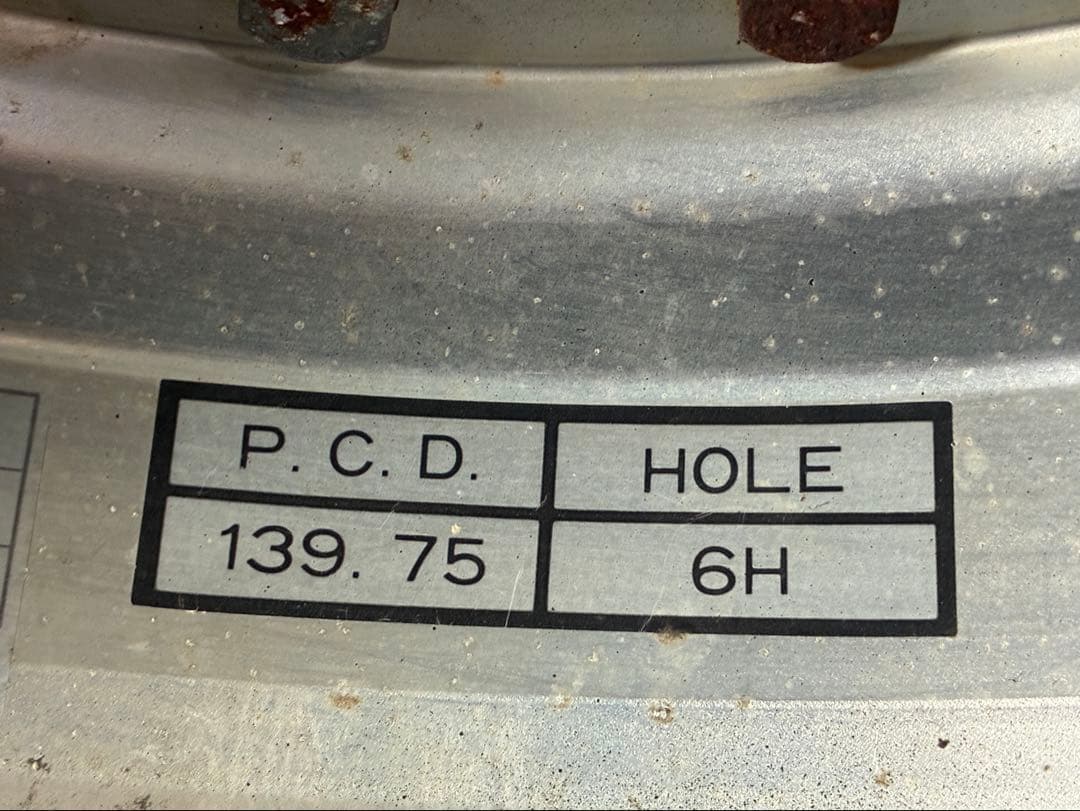 P. C. D. HOLE
139. 75 6H